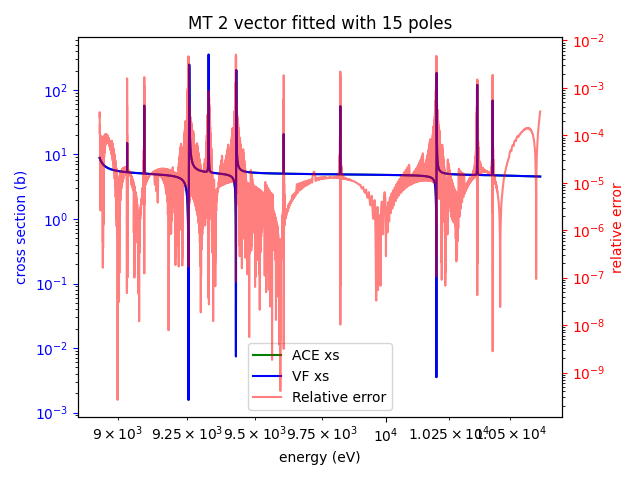 MT 2 vector fitted with 15 poles
10²
10¹
10⁰
10⁻¹
10⁻²
10⁻³
cross section (b)
10⁻²
10⁻³
10⁻⁴
10⁻⁵
10⁻⁶
10⁻⁷
10⁻⁸
10⁻⁹
relative error
ACE xs
VF xs
Relative error
9×10³ 9.25×10³ 9.5×10³ 9.75×10³ 10⁴ 1.025×10⁴ 1.05×10⁴
energy (eV)